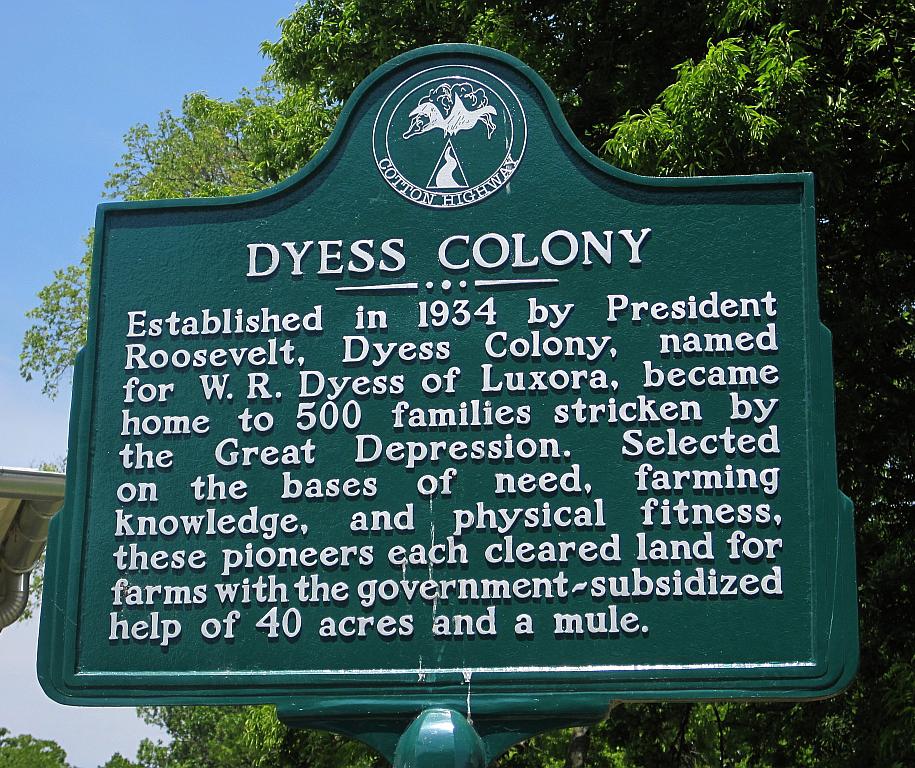 COTTON HIGHWAY
DYESS COLONY
Established in 1934 by President
Roosevelt, Dyess Colony, named
for W. R. Dyess of Luxora, became
home to 500 families stricken by
the Great Depression. Selected
on the bases of need, farming
knowledge, and physical fitness,
these pioneers each cleared land for
farms with the government-subsidized
help of 40 acres and a mule.